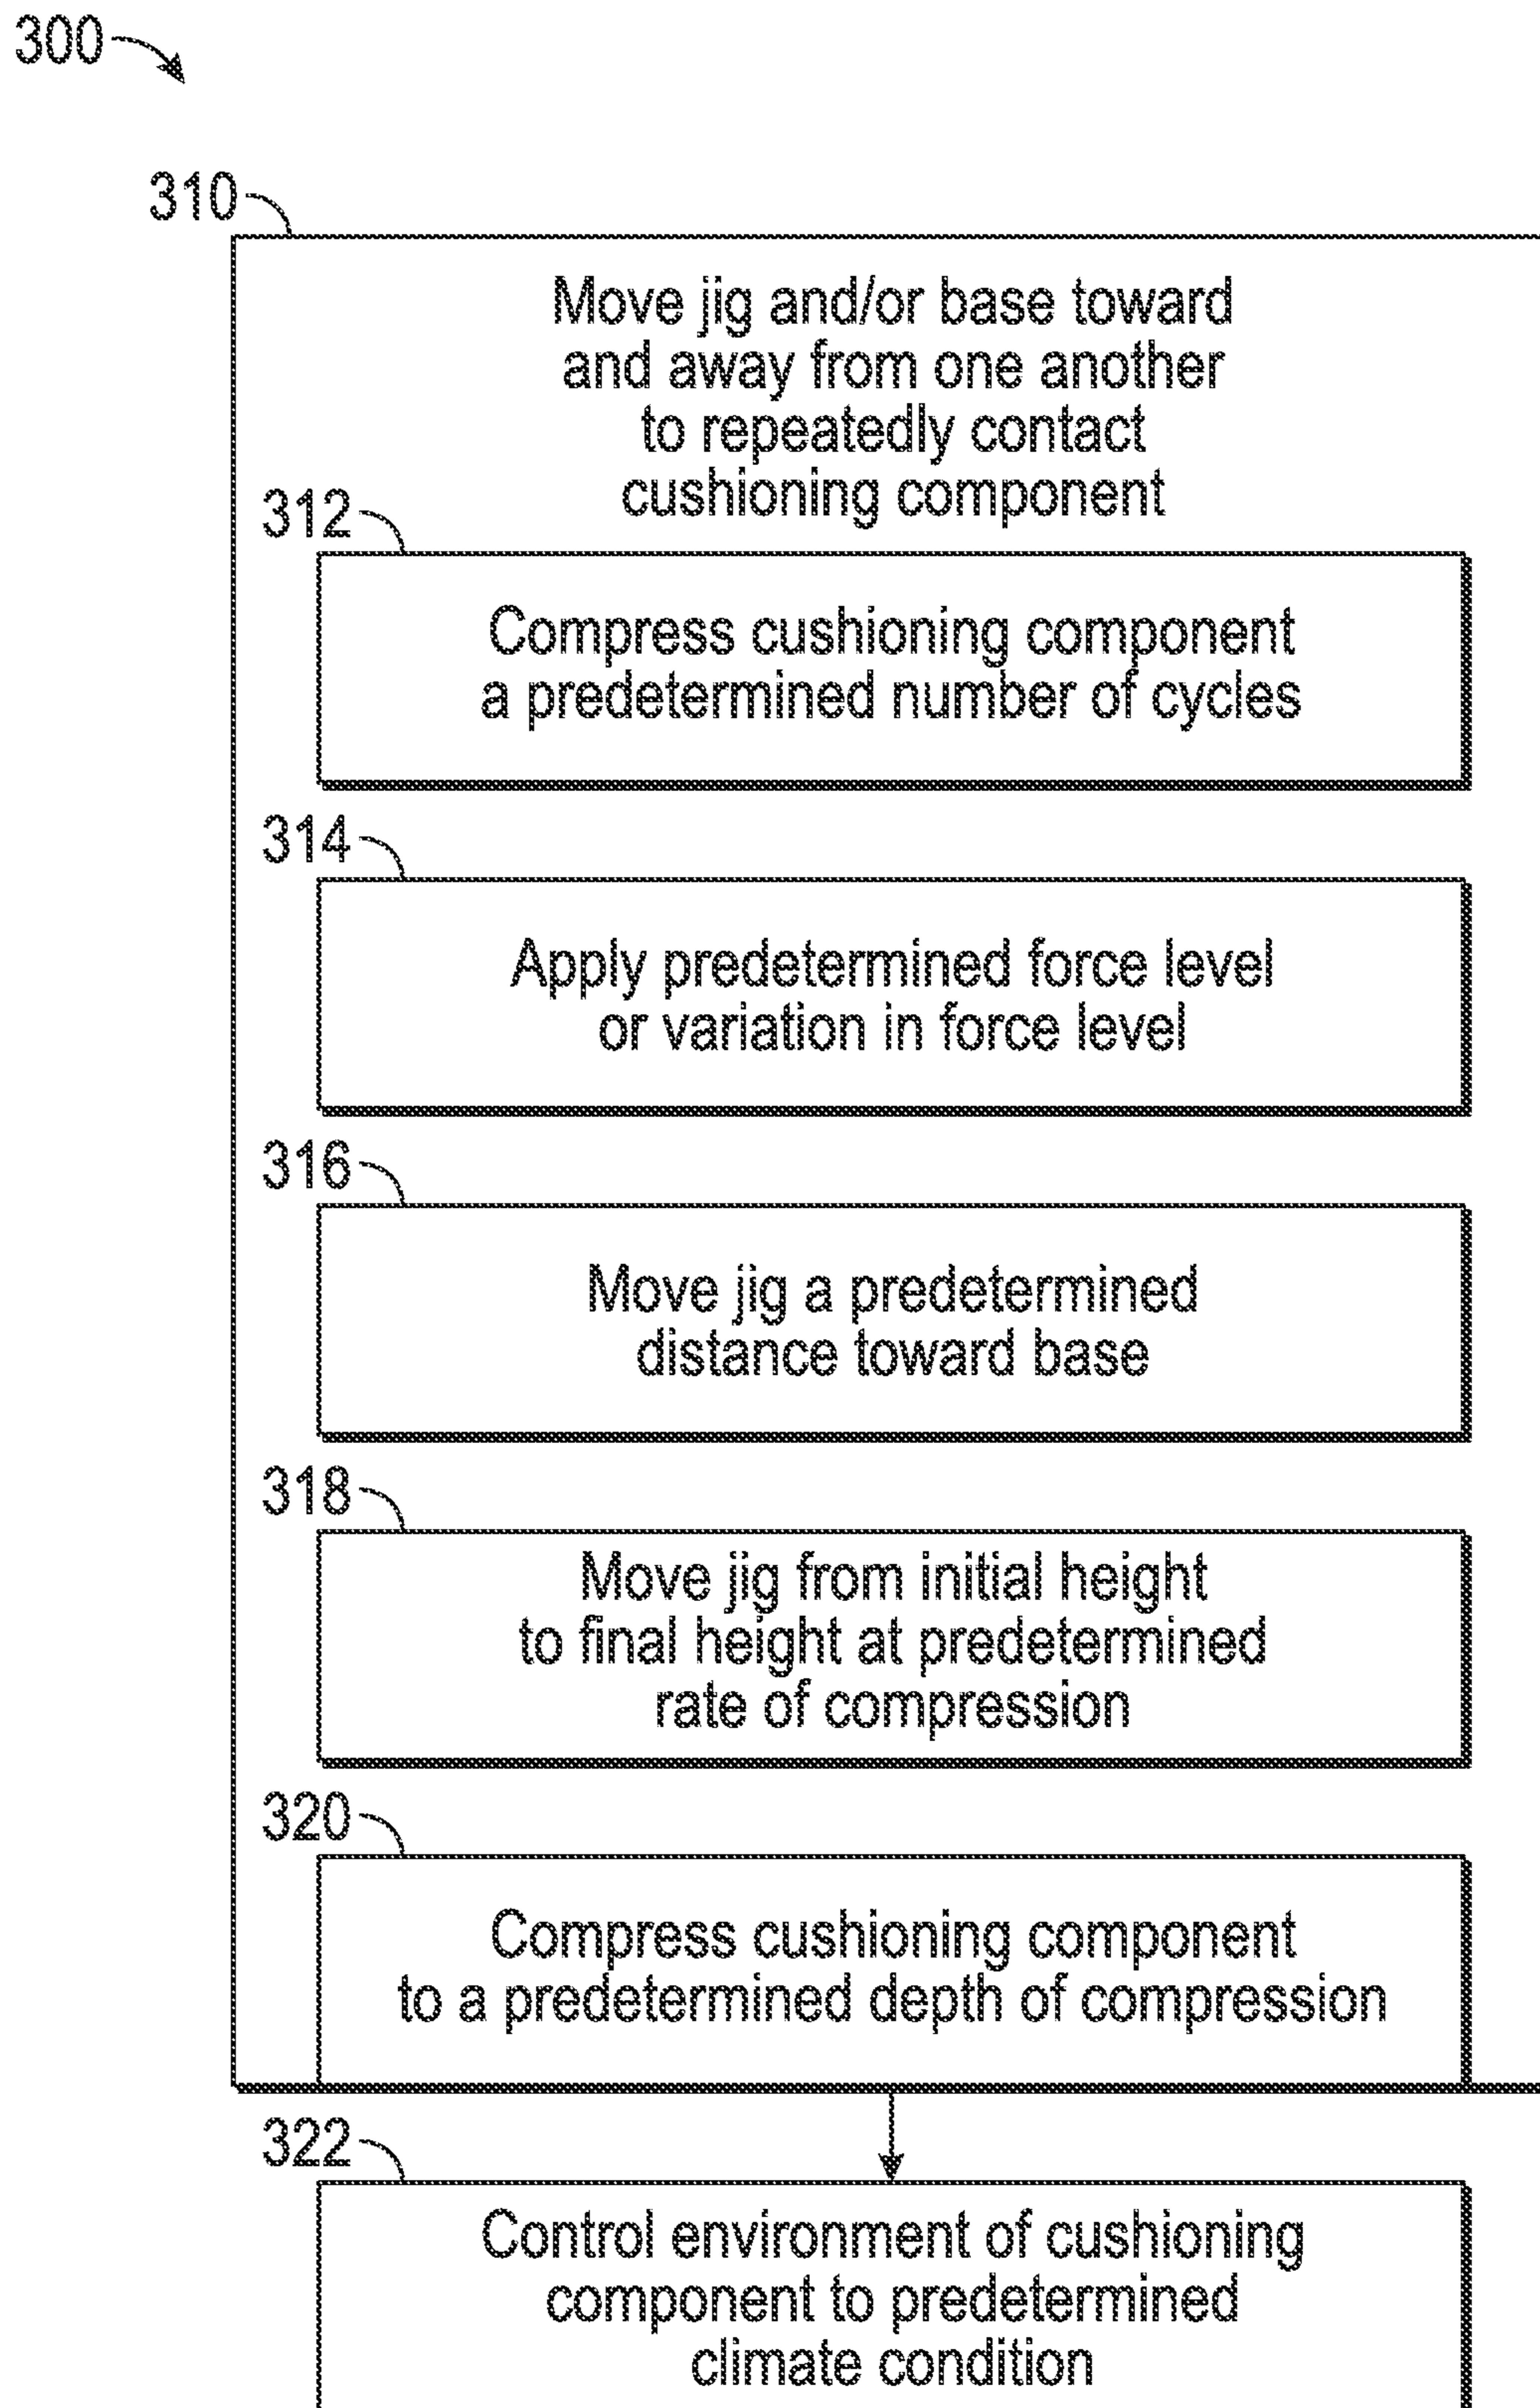 300
310
Move jig and/or base toward
and away from one another
to repeatedly contact
cushioning component
312
Compress cushioning component
a predetermined number of cycles
314
Apply predetermined force level
or variation in force level
316
Move jig a predetermined
distance toward base
318
Move jig from initial height
to final height at predetermined
rate of compression
320
Compress cushioning component
to a predetermined depth of compression
322
Control environment of cushioning
component to predetermined
climate condition